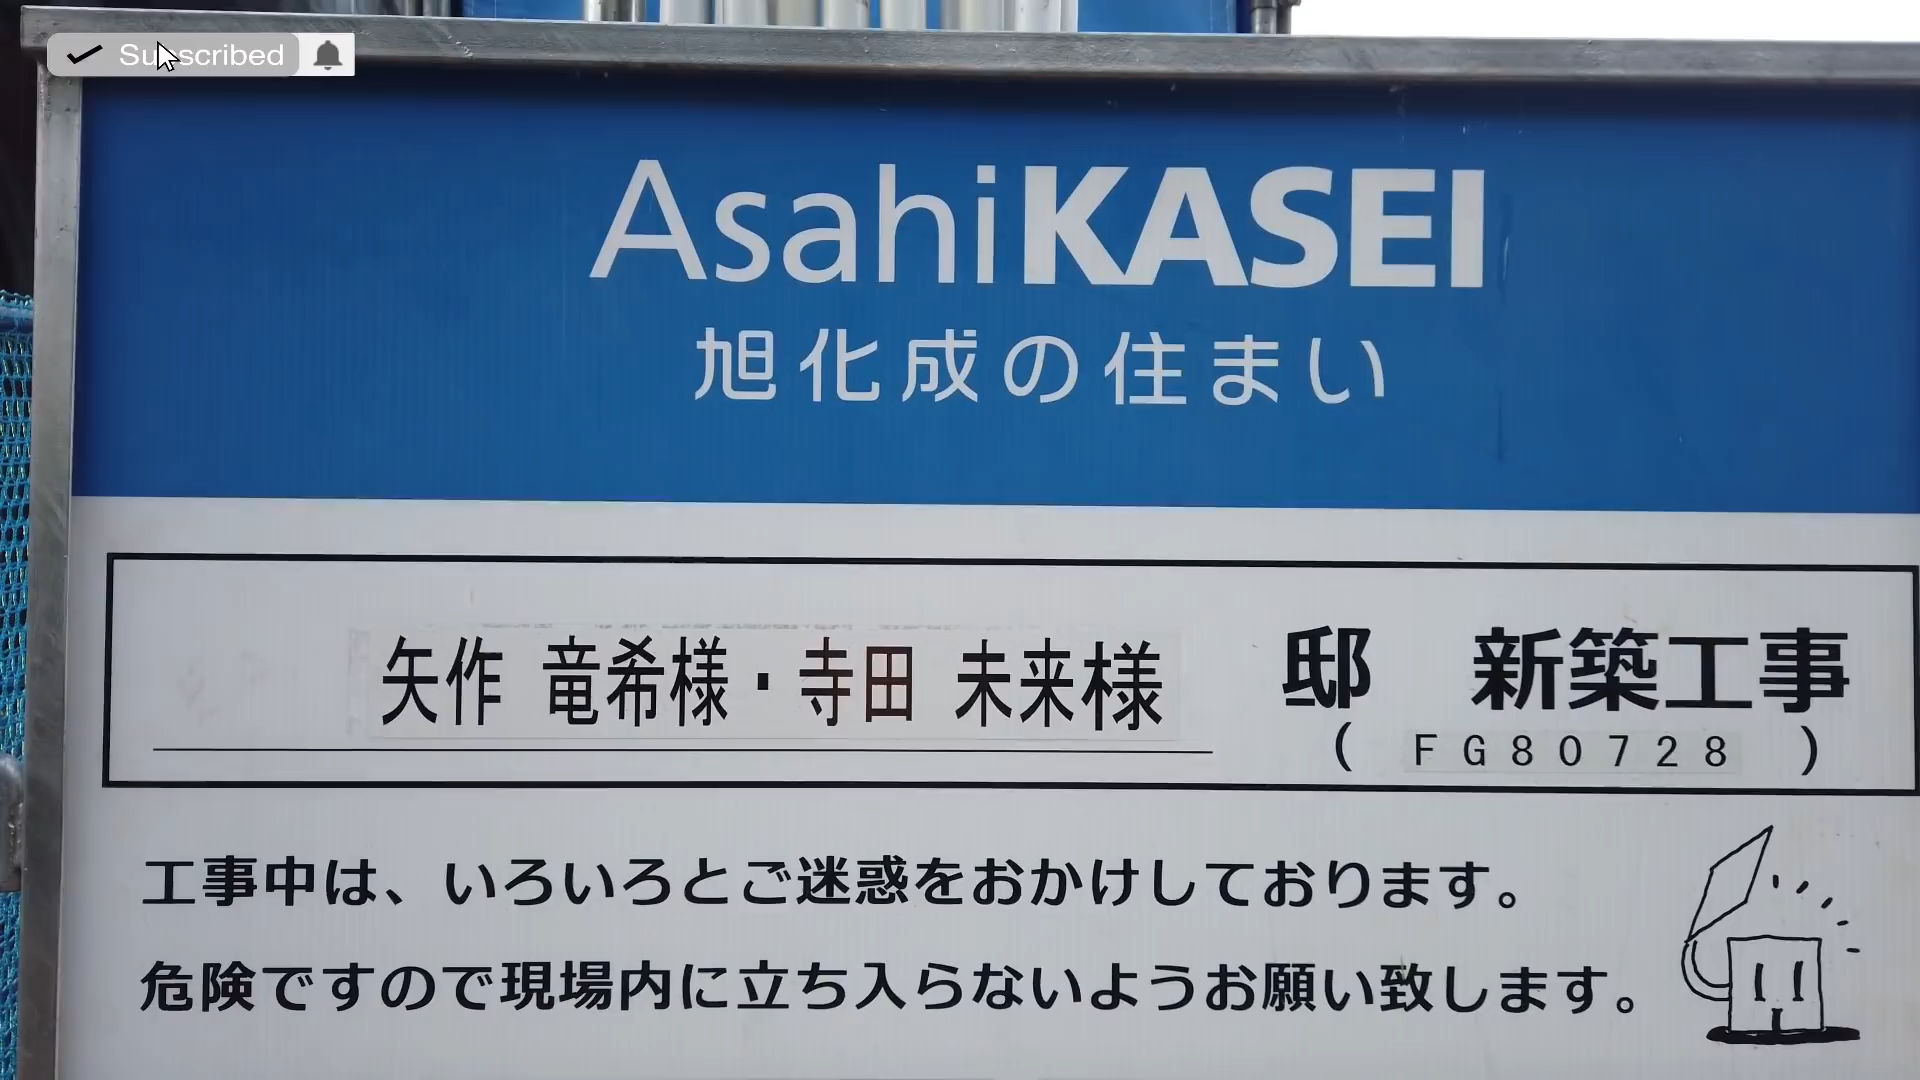 Subscribed
AsahiKASEI
旭化成の住まい
矢作 竜希様・寺田 未来様 邸 新築工事
( FG80728 )
工事中は、いろいろとご迷惑をおかけしております。
危険ですので現場内に立ち入らないようお願い致します。